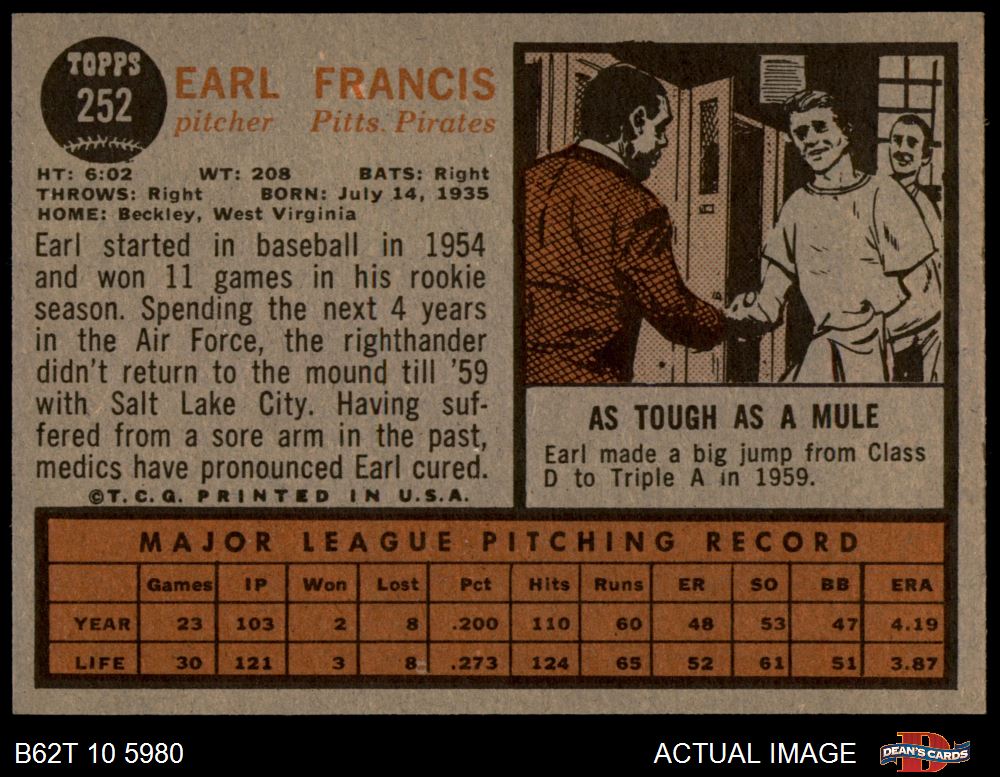 TOPPS
252
EARL FRANCIS
pitcher Pitts. Pirates
HT: 6:02 WT: 208 BATS: Right
THROWS: Right BORN: July 14, 1935
HOME: Beckley, West Virginia
Earl started in baseball in 1954
and won 11 games in his rookie
season. Spending the next 4 years
in the Air Force, the righthander
didn't return to the mound till '59
with Salt Lake City. Having suf-
fered from a sore arm in the past,
medics have pronounced Earl cured.
©T. C. G. PRINTED IN U.S.A.
AS TOUGH AS A MULE
Earl made a big jump from Class
D to Triple A in 1959.
MAJOR LEAGUE PITCHING RECORD
Games IP Won Lost Pct Hits Runs ER SO BB ERA
YEAR 23 103 2 8 .200 110 60 48 53 47 4.19
LIFE 30 121 3 8 .273 124 65 52 61 51 3.87
B62T 10 5980
ACTUAL IMAGE
DEAN'S CARDS